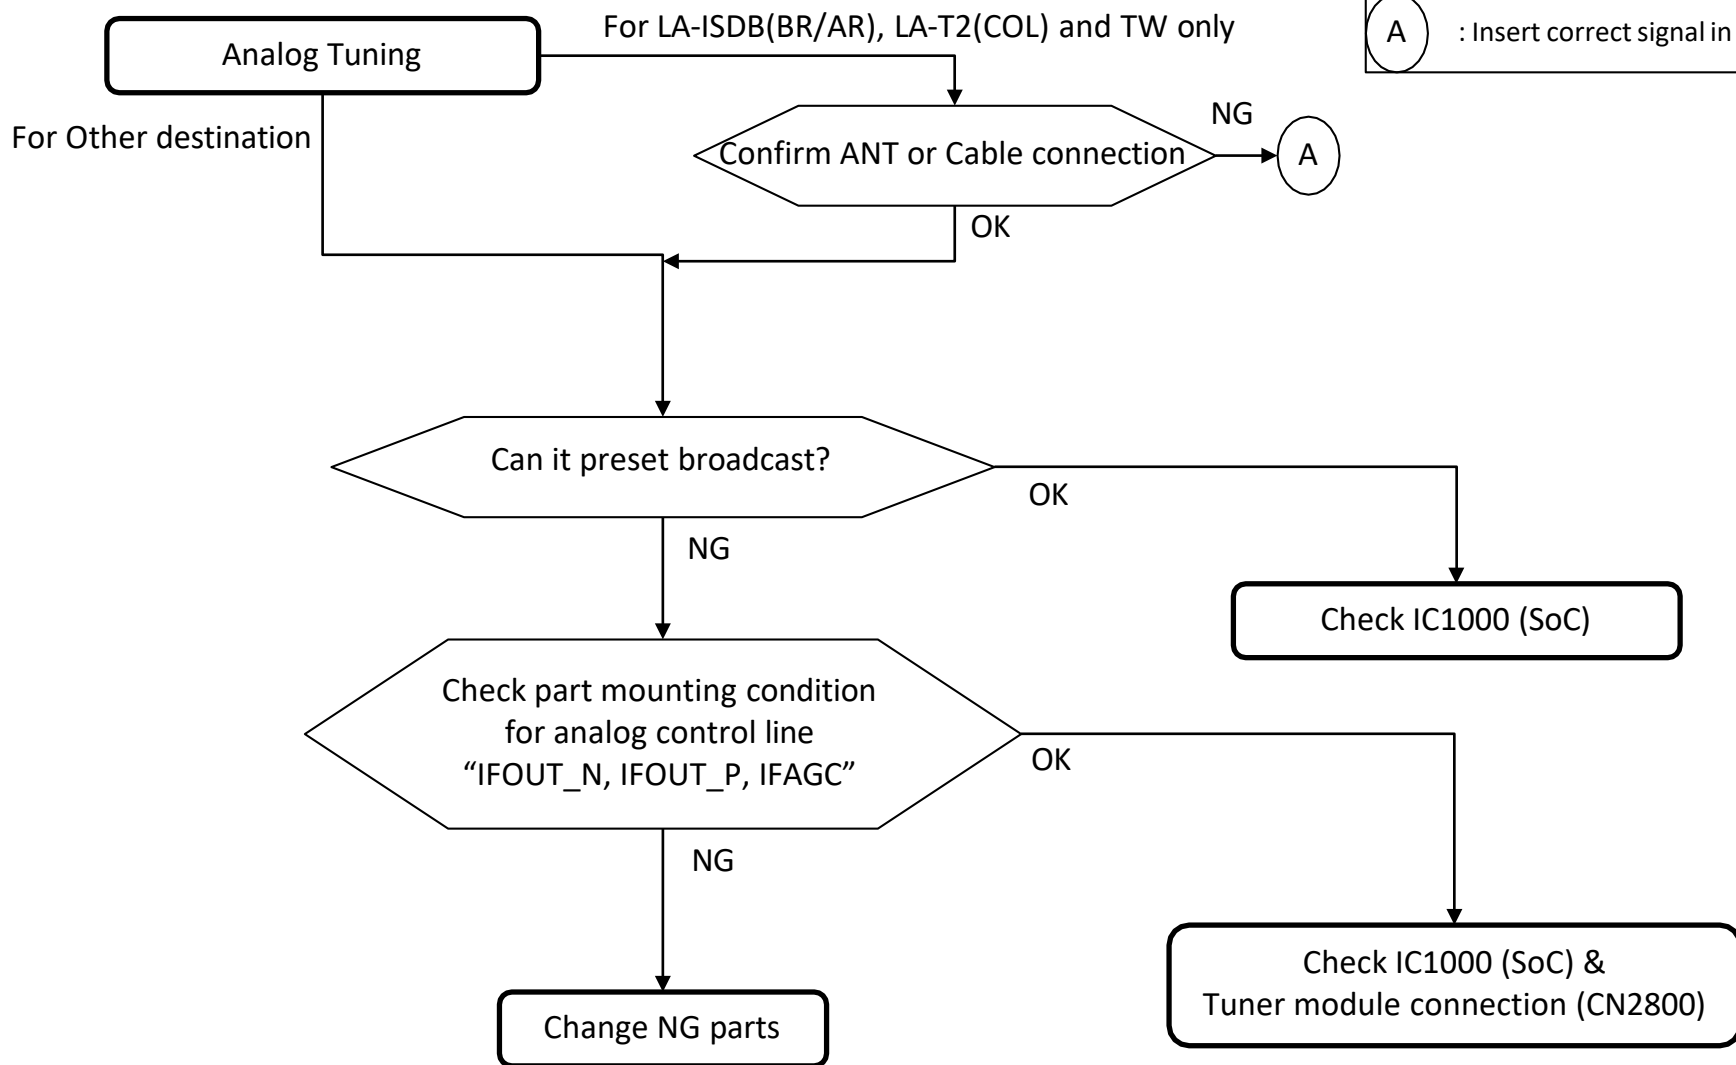 For LA-ISDB(BR/AR), LA-T2(COL) and TW only
A : Insert correct signal in
Analog Tuning
For Other destination
Confirm ANT or Cable connection
NG
A
OK
Can it preset broadcast?
OK
NG
Check IC1000 (SoC)
Check part mounting condition
for analog control line
“IFOUT_N, IFOUT_P, IFAGC”
OK
NG
Check IC1000 (SoC) &
Tuner module connection (CN2800)
Change NG parts